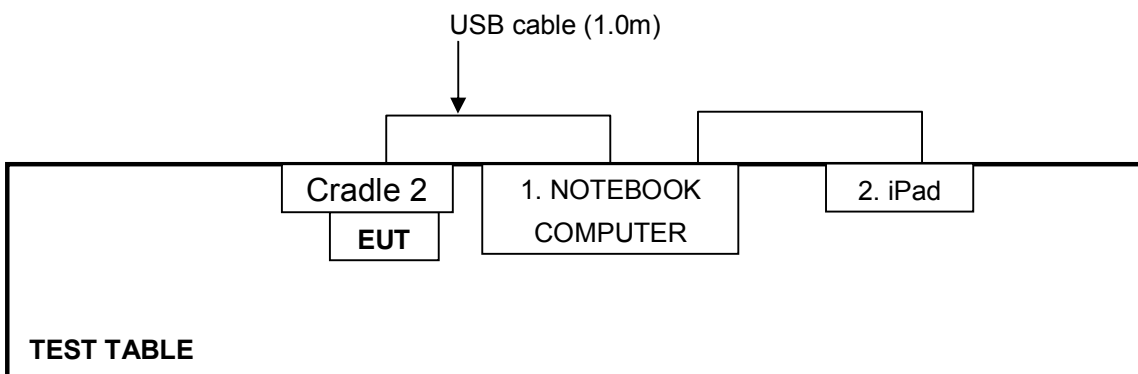 USB cable (1.0m)
Cradle 2
EUT
1. NOTEBOOK
COMPUTER
2. iPad
TEST TABLE